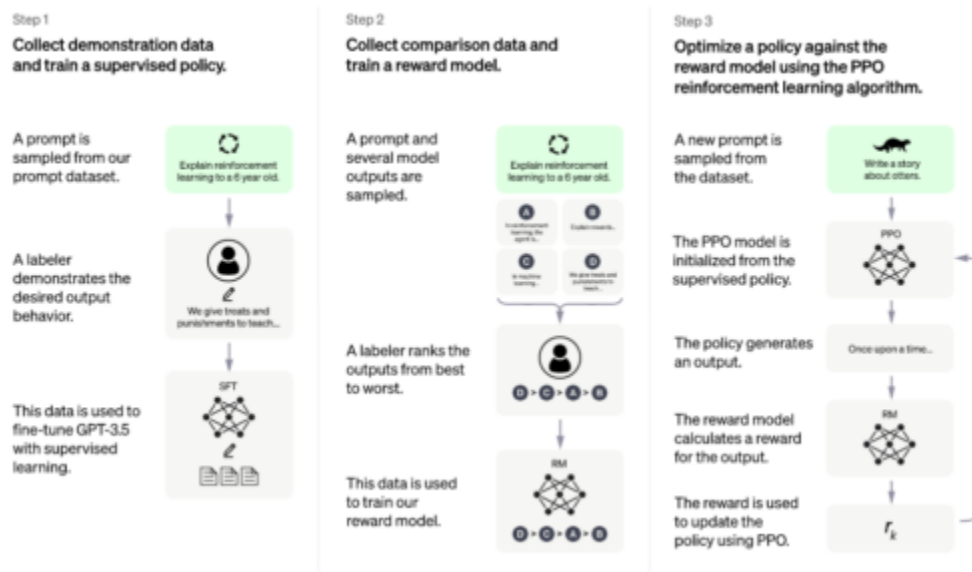 Step 1
Collect demonstration data
and train a supervised policy.
A prompt is
sampled from our
prompt dataset.
Explain reinforcement
learning to a 6 year old.
A labeler
demonstrates the
desired output
behavior.
We give treats and
punishments to teach...
This data is used to
fine-tune GPT-3.5
with supervised
learning.
SFT
Step 2
Collect comparison data and
train a reward model.
A prompt and
several model
outputs are
sampled.
Explain reinforcement
learning to a 6 year old.
A
In reinforcement
learning, the
agent is...
B
Explain rewards...
C
In machine
learning...
D
We give treats and
punishments to
teach...
A labeler ranks the
outputs from best
to worst.
D > C > A > B
This data is used
to train our
reward model.
RM
D > C > A > B
Step 3
Optimize a policy against the
reward model using the PPO
reinforcement learning algorithm.
A new prompt is
sampled from
the dataset.
Write a story
about otters.
The PPO model is
initialized from the
supervised policy.
PPO
The policy generates
an output.
Once upon a time...
The reward model
calculates a reward
for the output.
RM
The reward is used
to update the
policy using PPO.
r_k